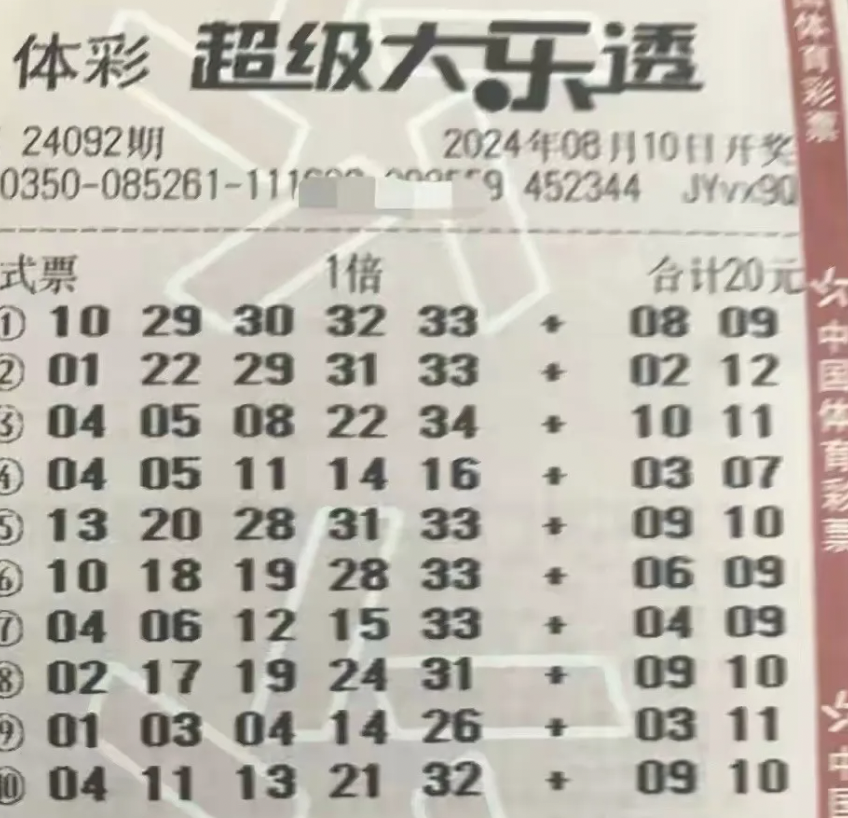 体彩 超级大乐透
24092期 2024年08月10日开奖
0350-085261-111 9 452344 JYvx90
式票 1倍 合计20元
① 10 29 30 32 33 + 08 09
② 01 22 29 31 33 + 02 12
③ 04 05 08 22 34 + 10 11
④ 04 05 11 14 16 + 03 07
⑤ 13 20 28 31 33 + 09 10
⑥ 10 18 19 28 33 + 06 09
⑦ 04 06 12 15 33 + 04 09
⑧ 02 17 19 24 31 + 09 10
⑨ 01 03 04 14 26 + 03 11
⑩ 04 11 13 21 32 + 09 10
体育彩票
中国体育彩票
中国